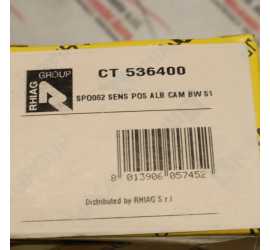 RHIAG
GROUP
CT 536400
SPO062 SENS POS ALB CAM BW S1
8 013906 057452
Distributed by RHIAG S r l